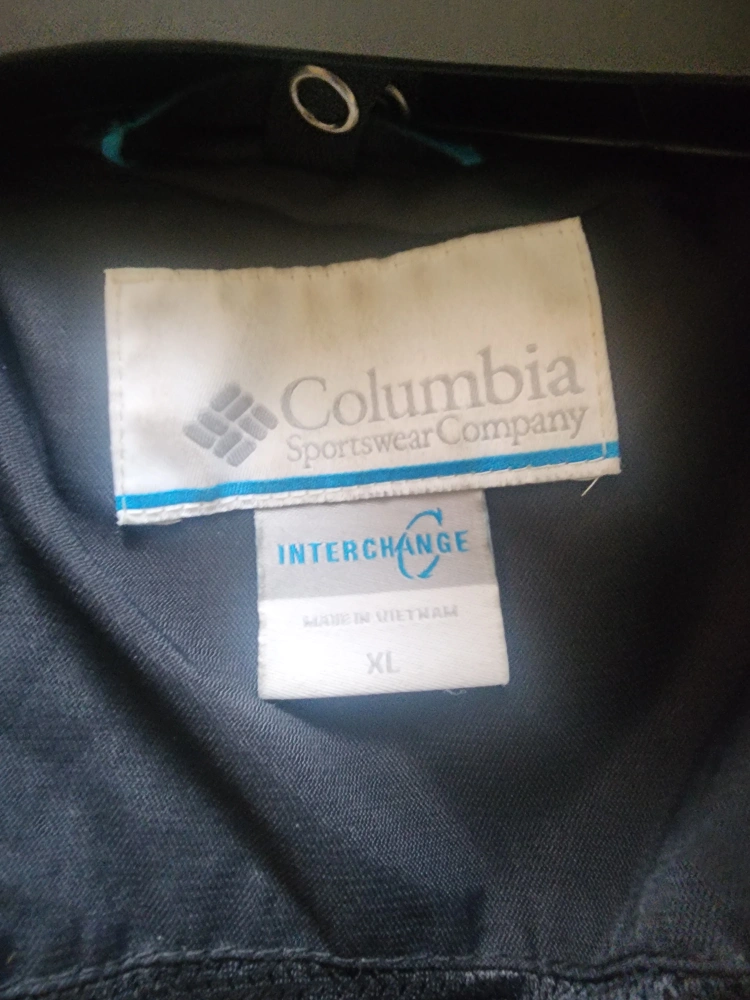 Columbia
Sportswear Company
INTERCHANGE
MADE IN VIETNAM
XL